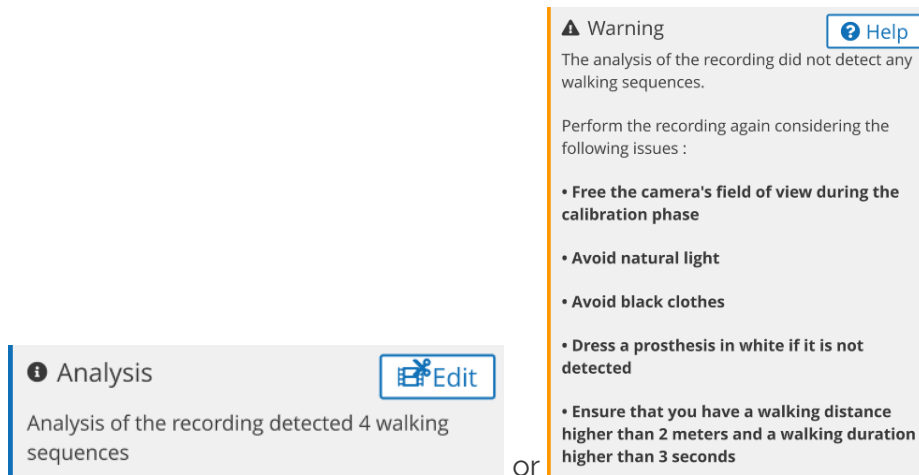 Analysis
Edit
Analysis of the recording detected 4 walking
sequences
or
Warning
Help
The analysis of the recording did not detect any
walking sequences.
Perform the recording again considering the
following issues :
• Free the camera's field of view during the
calibration phase
• Avoid natural light
• Avoid black clothes
• Dress a prosthesis in white if it is not
detected
• Ensure that you have a walking distance
higher than 2 meters and a walking duration
higher than 3 seconds